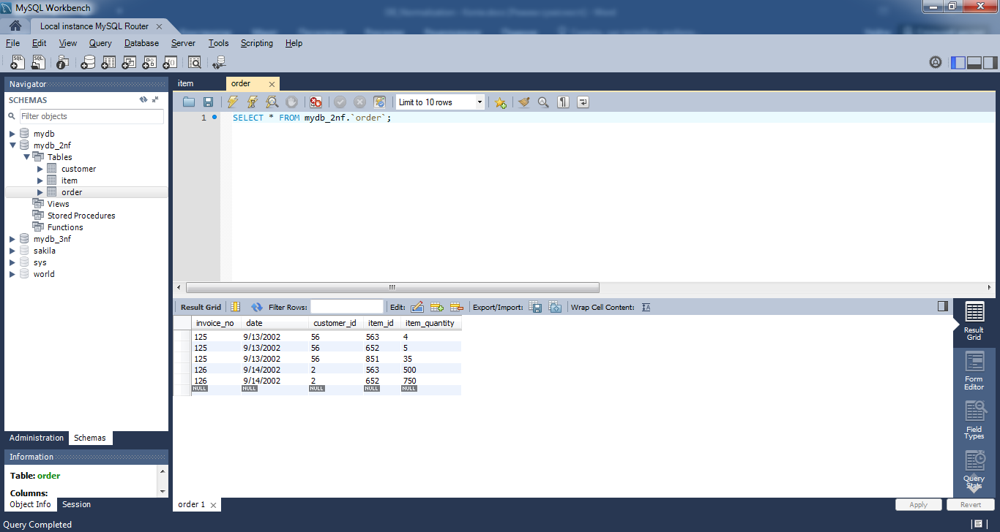 MySQL Workbench
Local instance MySQL Router
File Edit View Query Database Server Tools Scripting Help
Navigator
SCHEMAS
Filter objects
mydb
mydb_2nf
Tables
customer
item
order
Views
Stored Procedures
Functions
mydb_3nf
sakila
sys
world
Administration Schemas
Information
Table: order
Columns:
Object Info Session
item order
Limit to 10 rows
1 SELECT * FROM mydb_2nf.`order`;
Result Grid Filter Rows: Edit: Export/Import: Wrap Cell Content:
invoice_no date customer_id item_id item_quantity
125 9/13/2002 56 563 4
125 9/13/2002 56 652 5
125 9/13/2002 56 851 35
126 9/14/2002 2 563 500
126 9/14/2002 2 652 750
NULL NULL NULL NULL NULL
Result
Grid
Form
Editor
Field
Types
Query
Stats
order 1
Apply Revert
Query Completed